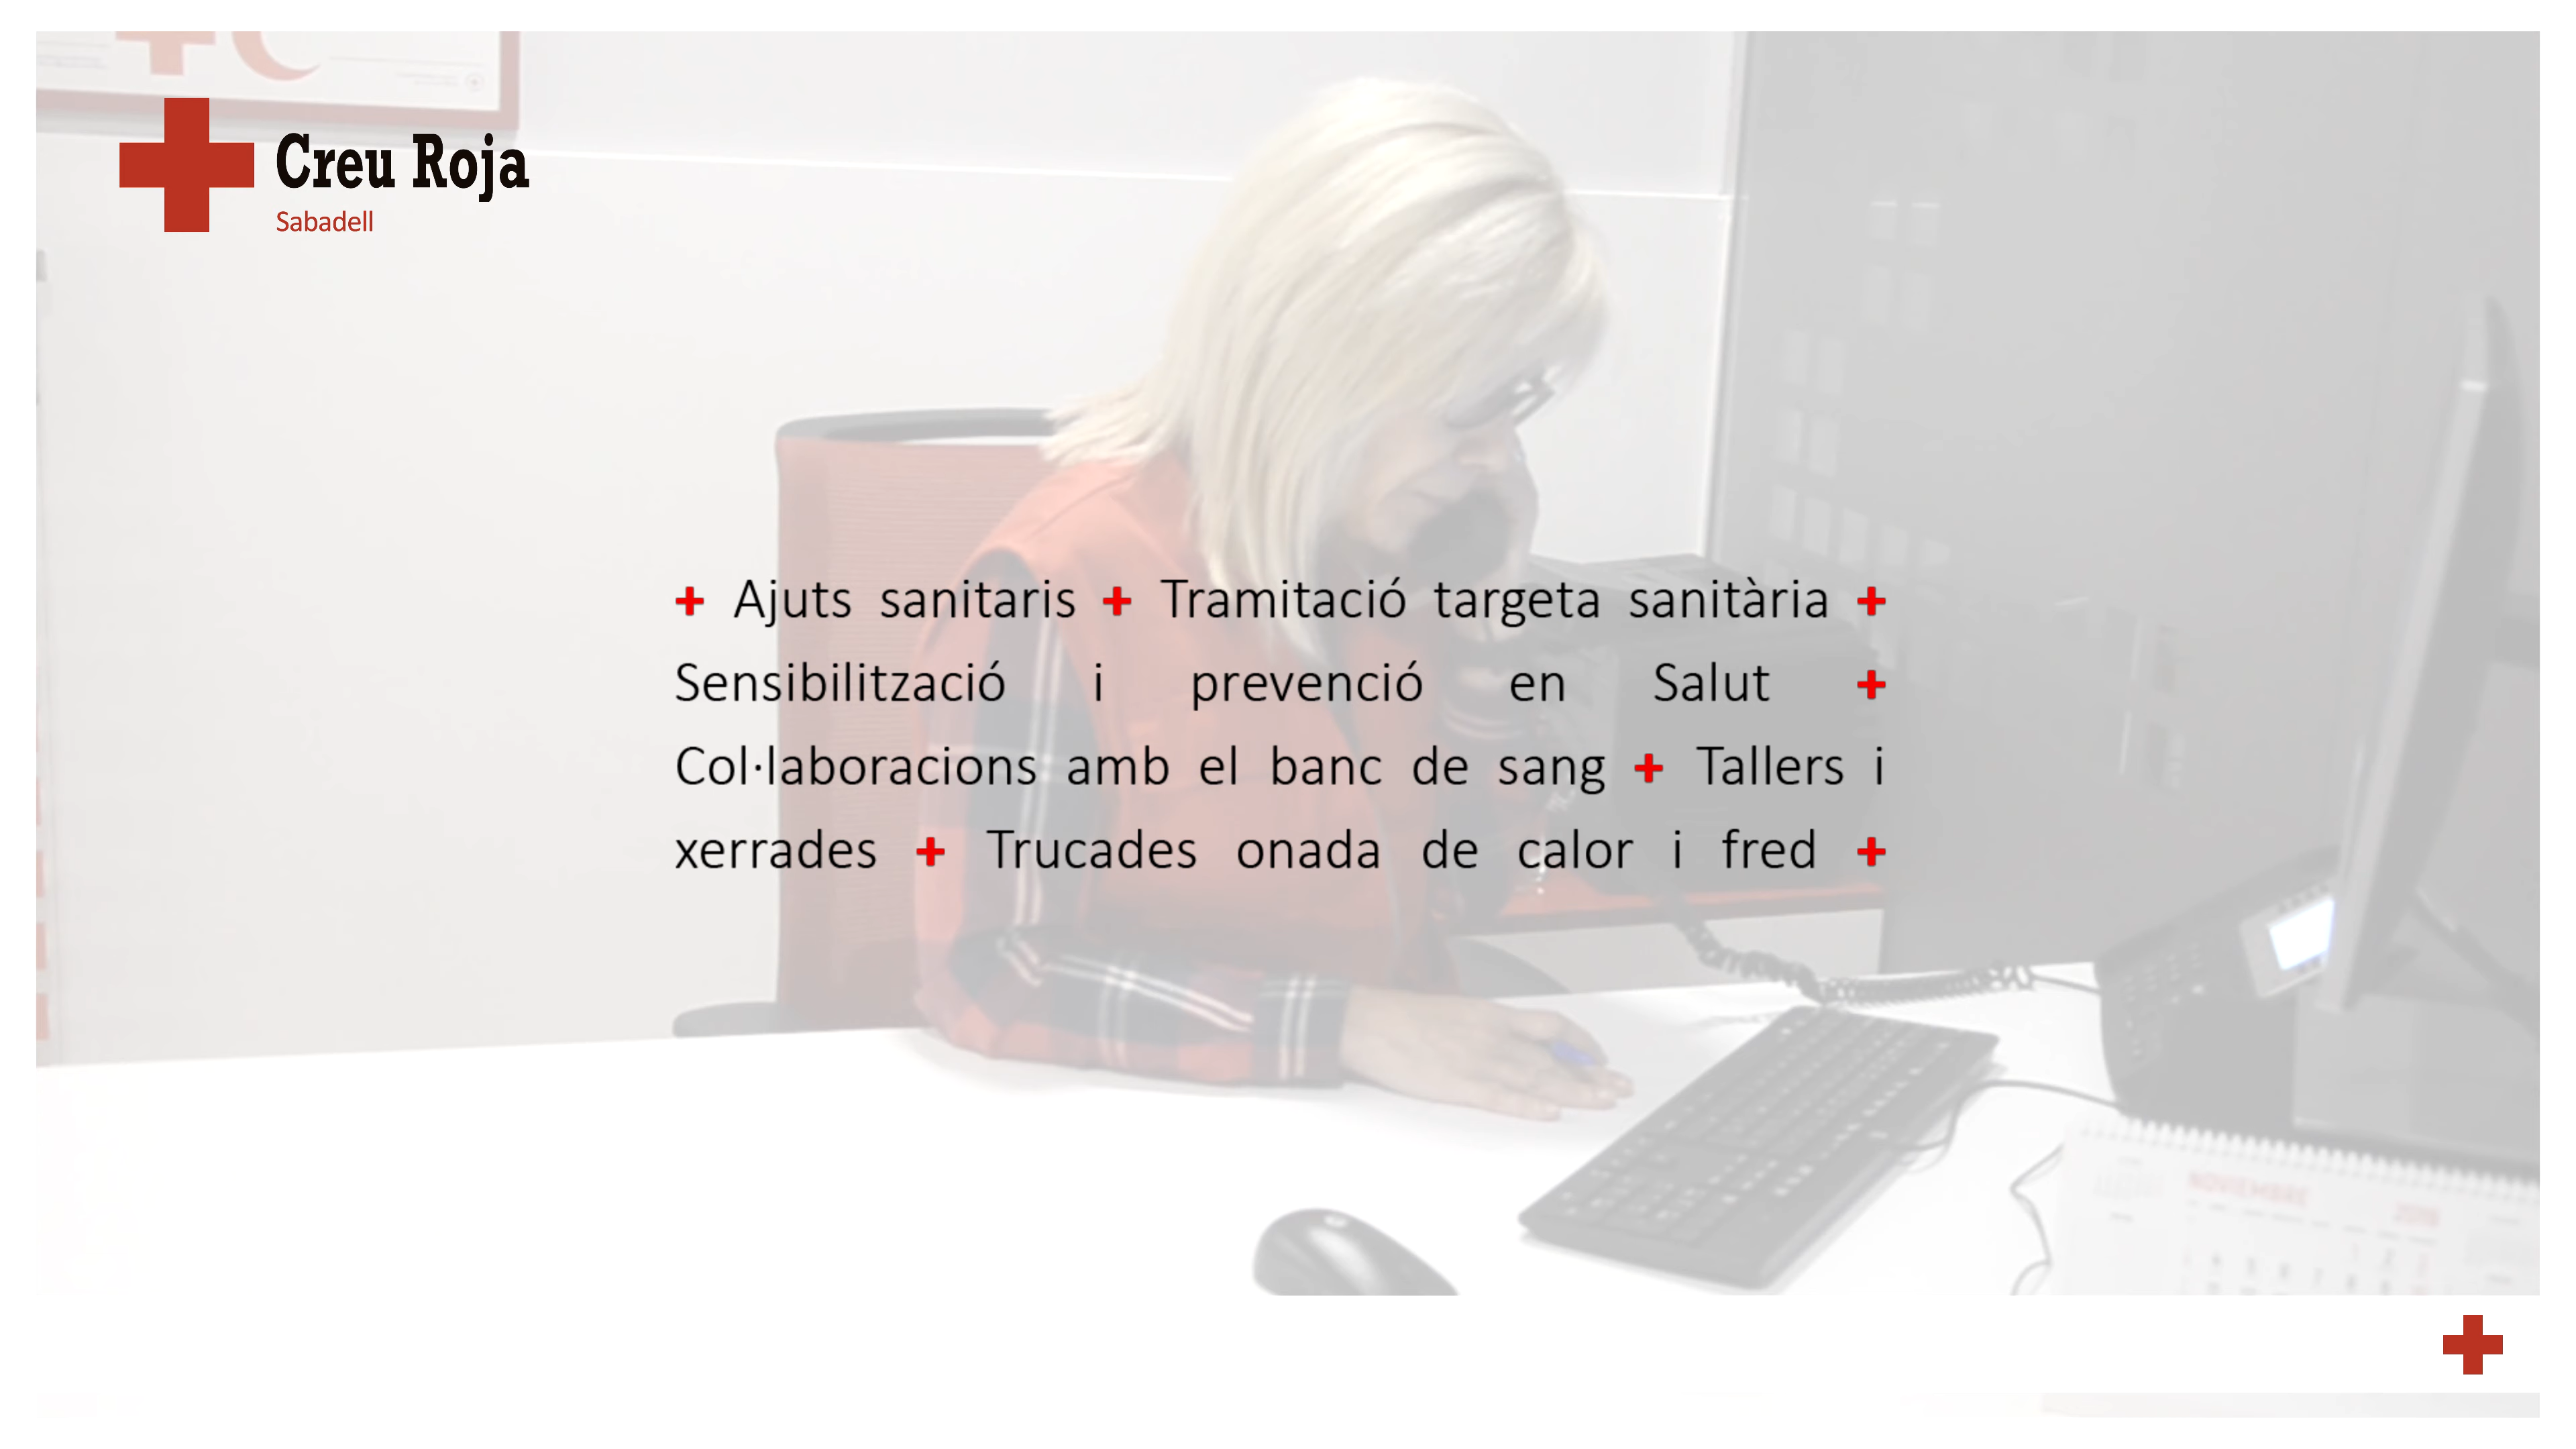 Creu Roja
Sabadell
+ Ajuts sanitaris + Tramitació targeta sanitària +
Sensibilització i prevenció en Salut +
Col·laboracions amb el banc de sang + Tallers i
xerrades + Trucades onada de calor i fred +
NOVIEMBRE